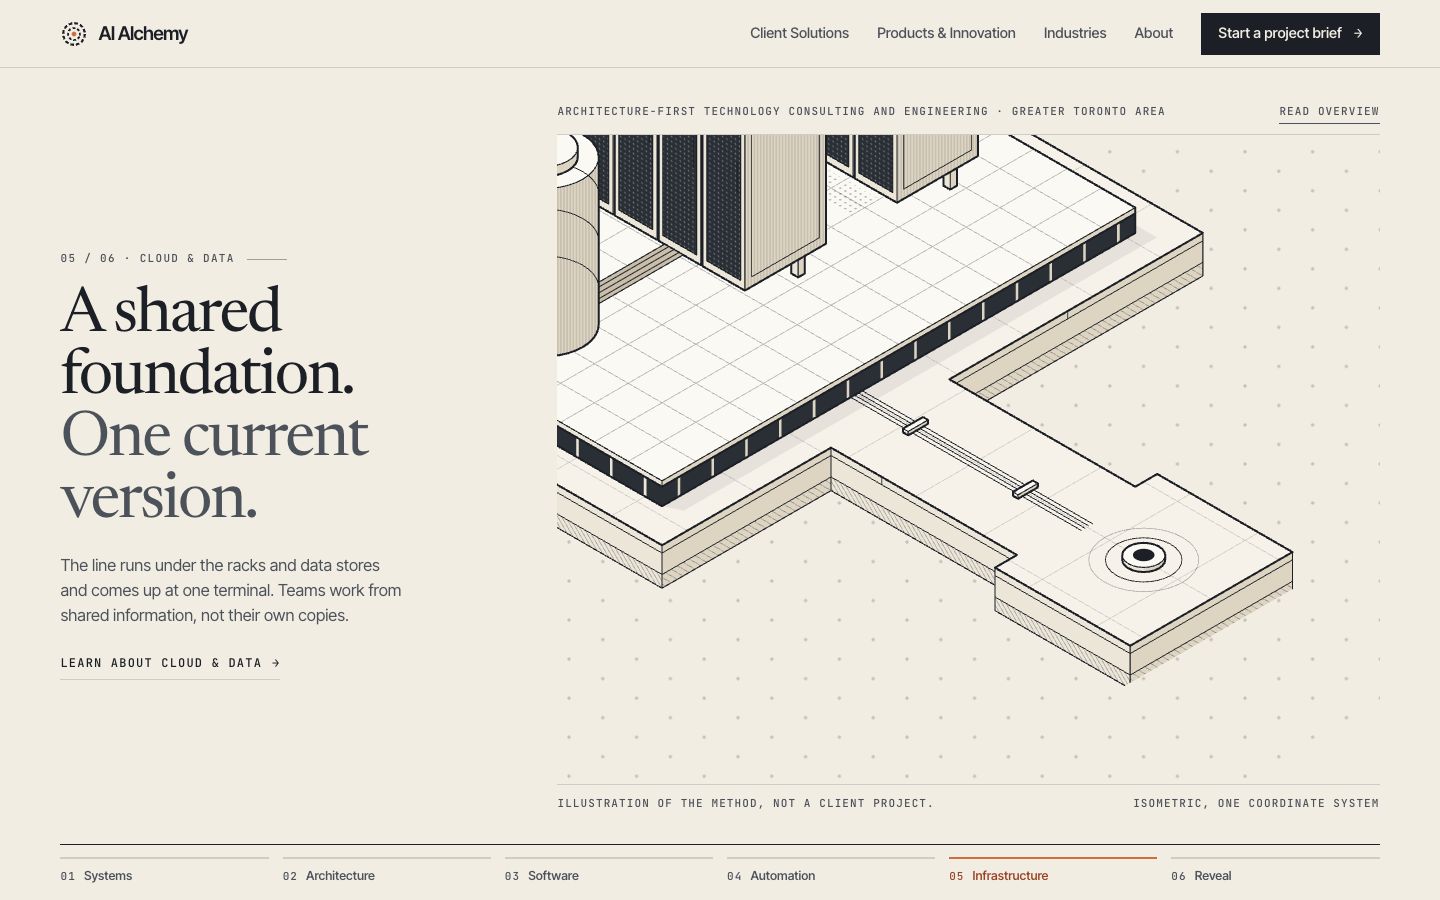 AI Alchemy
Client Solutions
Products & Innovation
Industries
About
Start a project brief →
ARCHITECTURE-FIRST TECHNOLOGY CONSULTING AND ENGINEERING · GREATER TORONTO AREA
READ OVERVIEW
05 / 06 · CLOUD & DATA
A shared
foundation.
One current
version.
The line runs under the racks and data stores
and comes up at one terminal. Teams work from
shared information, not their own copies.
LEARN ABOUT CLOUD & DATA →
ILLUSTRATION OF THE METHOD, NOT A CLIENT PROJECT.
ISOMETRIC, ONE COORDINATE SYSTEM
01 Systems
02 Architecture
03 Software
04 Automation
05 Infrastructure
06 Reveal